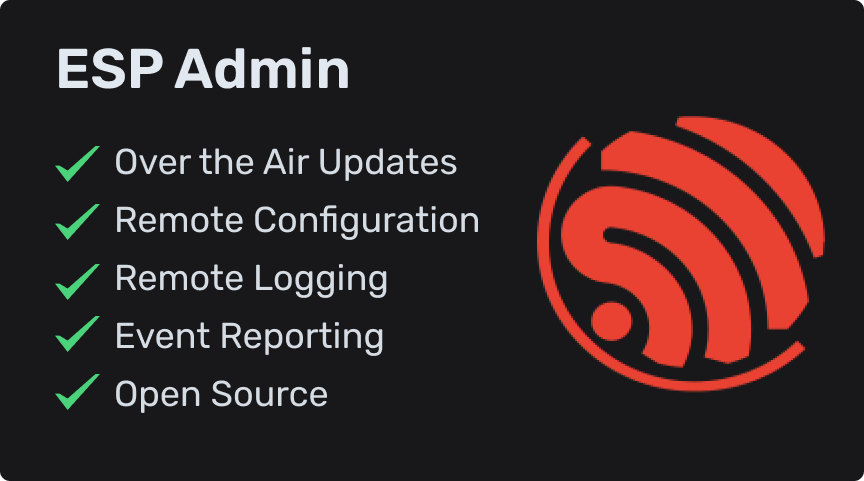 ESP Admin
Over the Air Updates
Remote Configuration
Remote Logging
Event Reporting
Open Source